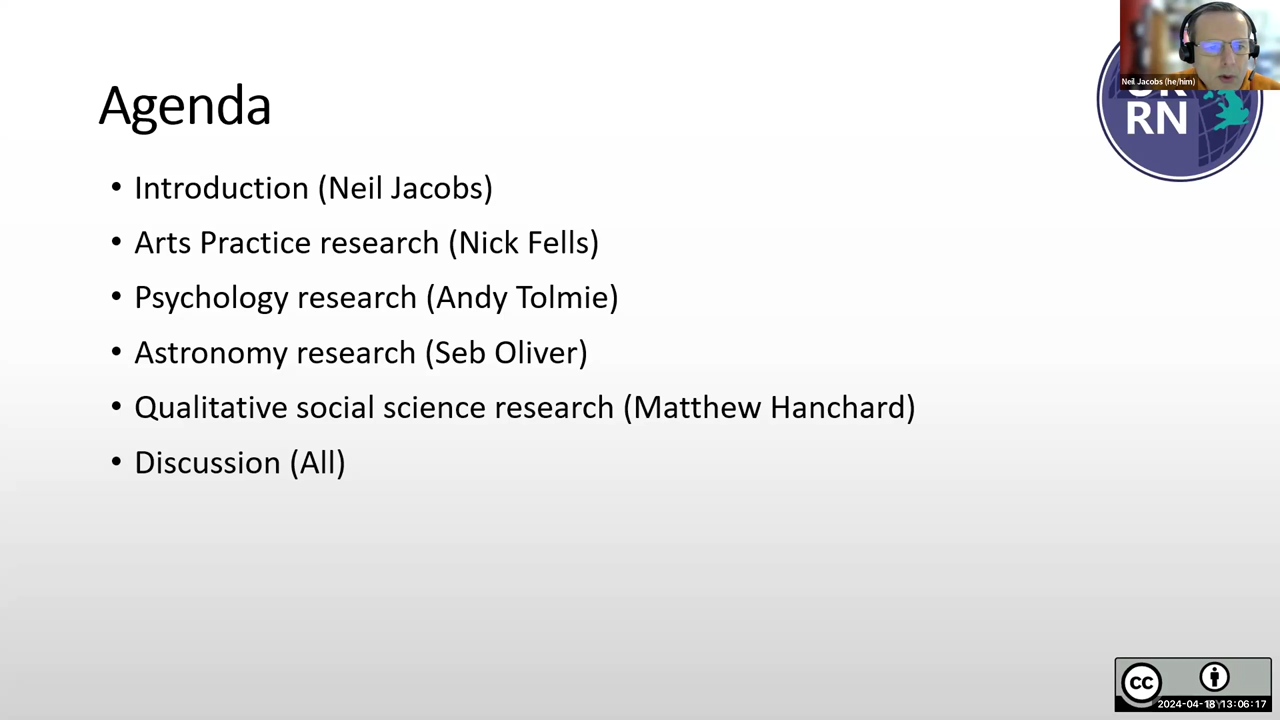 Agenda
Neil Jacobs (he/him)
RN
• Introduction (Neil Jacobs)
• Arts Practice research (Nick Fells)
• Psychology research (Andy Tolmie)
• Astronomy research (Seb Oliver)
• Qualitative social science research (Matthew Hanchard)
• Discussion (All)
CC
2024-04-18 13:06:17